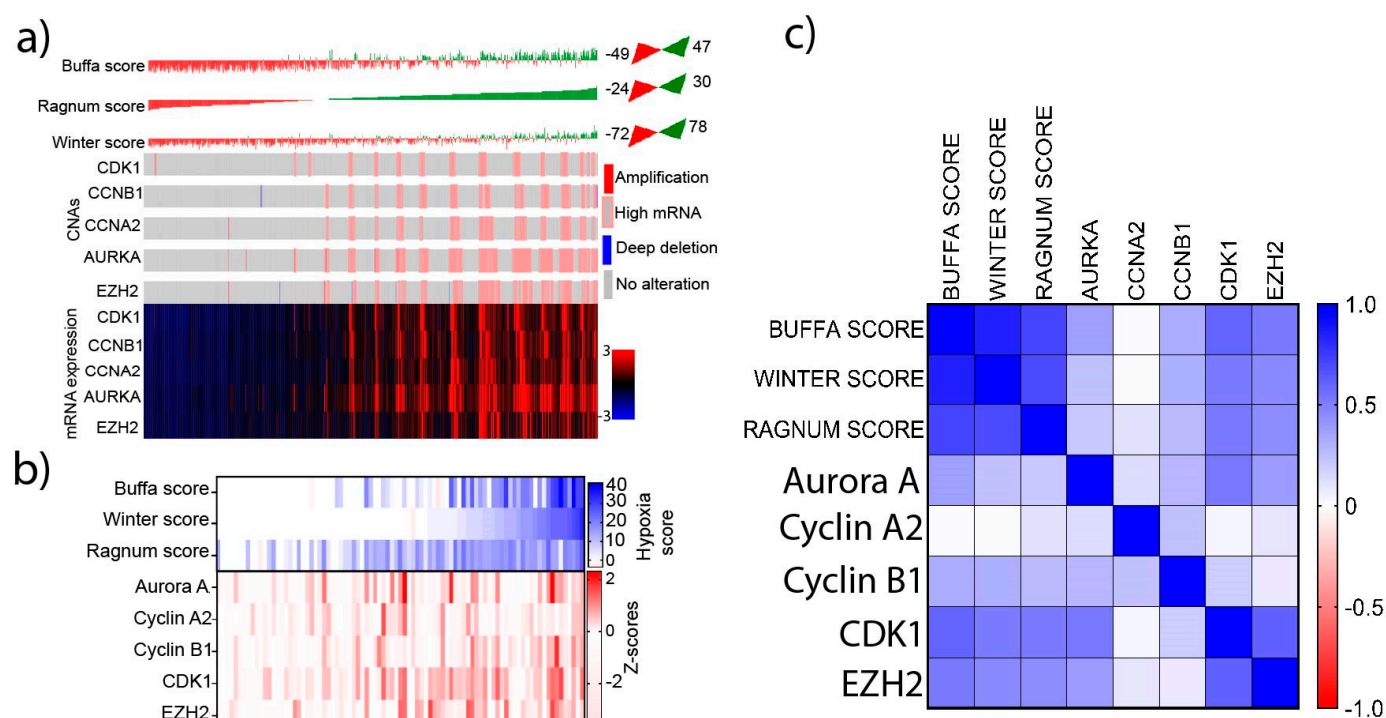 a)
Buffa score
-49
47
Ragnum score
-24
30
Winter score
-72
78
CNAs
CDK1
CCNB1
CCNA2
AURKA
EZH2
Amplification
High mRNA
Deep deletion
No alteration
mRNA expression
CDK1
CCNB1
CCNA2
AURKA
EZH2
3
-3
b)
Buffa score
Winter score
Ragnum score
40
30
20
10
0
Hypoxia
score
Aurora A
Cyclin A2
Cyclin B1
CDK1
EZH2
2
0
-2
Z-scores
c)
BUFFA SCORE
WINTER SCORE
RAGNUM SCORE
AURKA
CCNA2
CCNB1
CDK1
EZH2
BUFFA SCORE
WINTER SCORE
RAGNUM SCORE
Aurora A
Cyclin A2
Cyclin B1
CDK1
EZH2
1.0
0.5
0
-0.5
-1.0